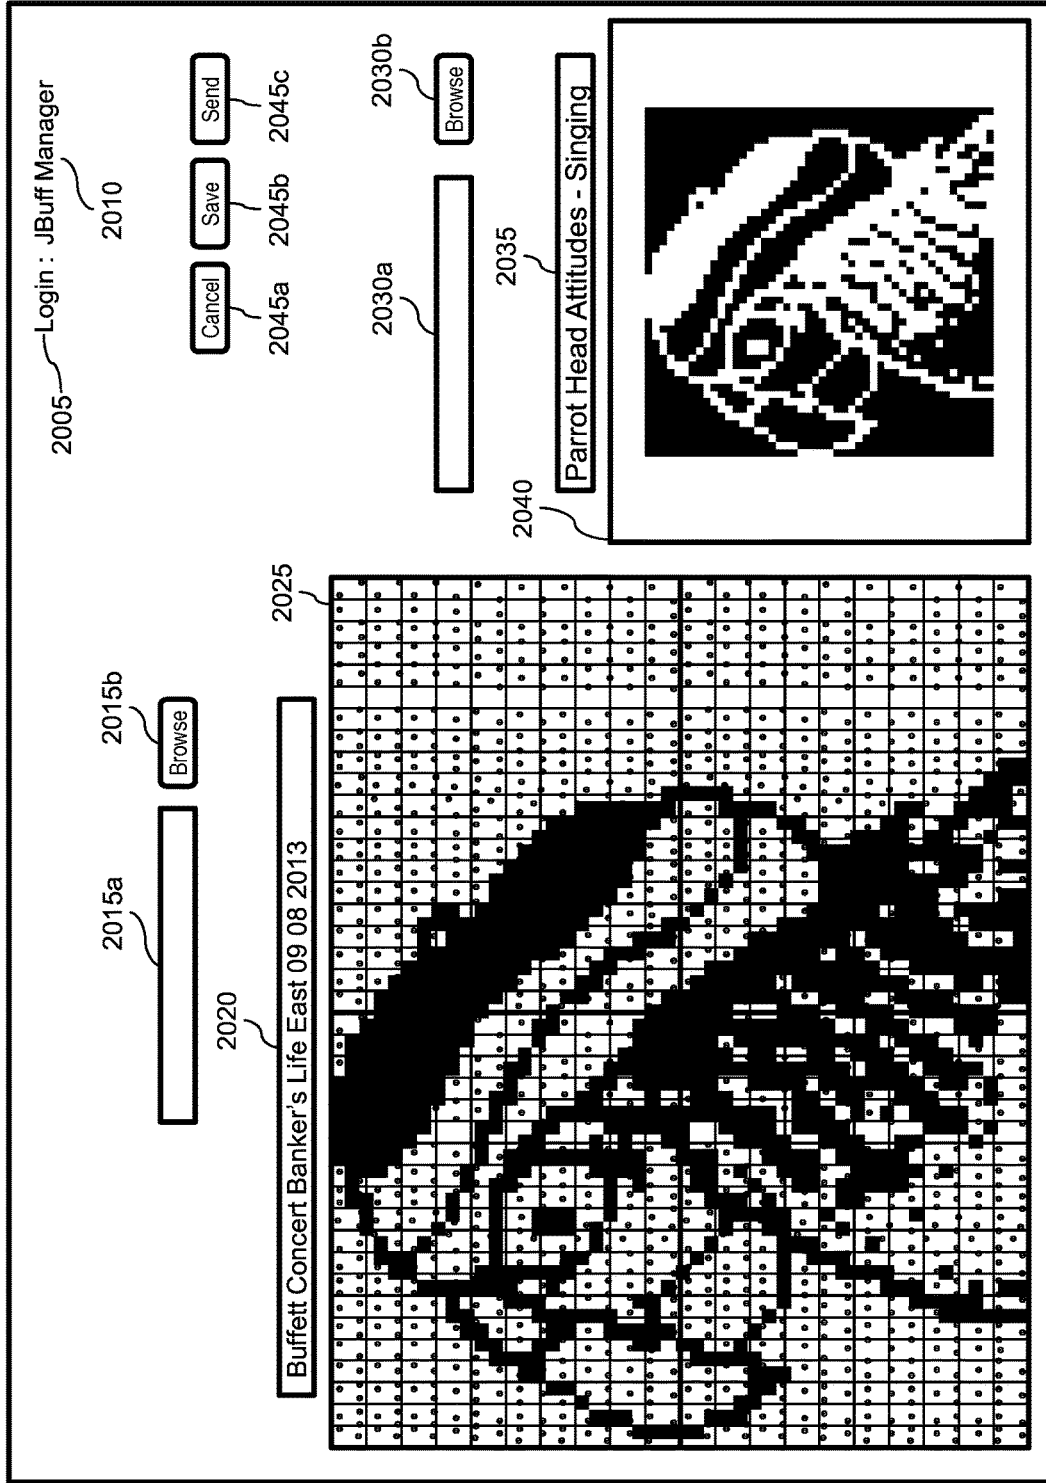 2005 Login : JBuff Manager
2010
Cancel Save Send
2045a 2045b 2045c
2015a 2015b
Browse
2020
Buffett Concert Banker's Life East 09 08 2013
2025
2030a 2030b
Browse
2035
Parrot Head Attitudes - Singing
2040